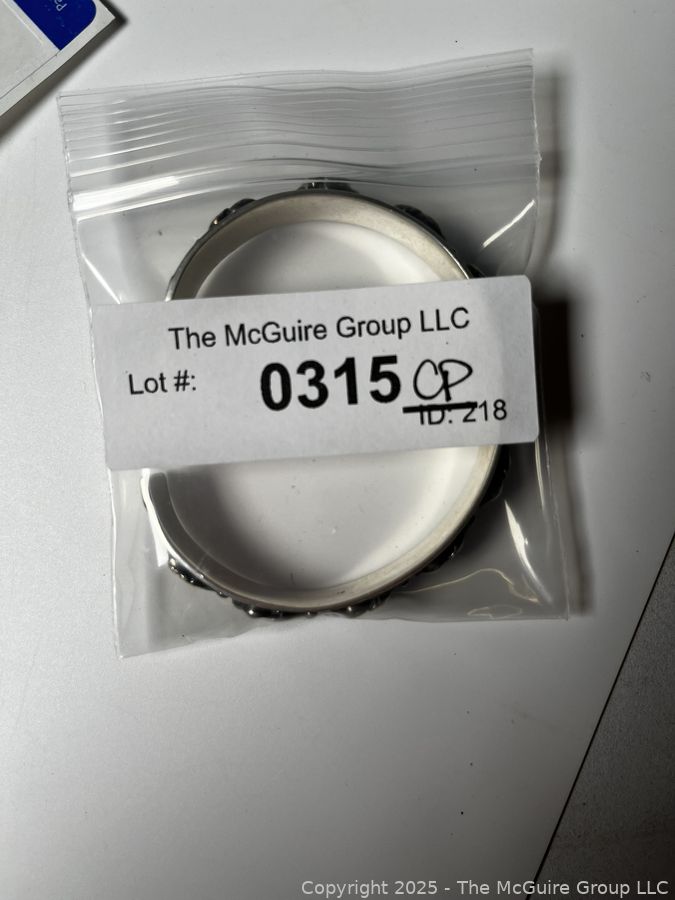 The McGuire Group LLC
Lot #: 0315 CP
ID: 218
Copyright 2025 - The McGuire Group LLC